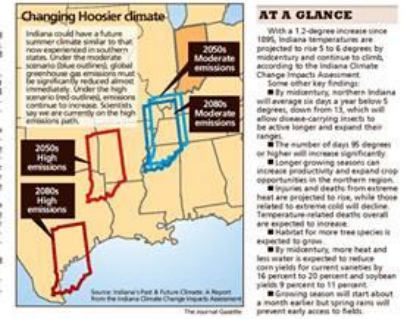 Changing Hoosier climate
Indiana could have a future
summer climate similar to that
now experienced in southern
states. Under the moderate
scenario (blue outlines), global
greenhouse gas emissions must
be significantly reduced almost
immediately. Under the high
scenario (red outlines), emissions
continue to increase. Scientists
say we are currently on the high
emissions path.
2050s
Moderate
emissions
2080s
Moderate
emissions
2050s
High
emissions
2080s
High
emissions
Source: Indiana's Past & Future Climate: A Report
from the Indiana Climate Change Impacts Assessment
The Journal Gazette
AT A GLANCE
With a 1.2-degree increase since
1895, Indiana temperatures are
projected to rise 5 to 6 degrees by
midcentury and continue to climb,
according to the Indiana Climate
Change Impacts Assessment.
Some other key findings:
■ By midcentury, northern Indiana
will average six days a year below 5
degrees, down from 13, which will
allow disease-carrying insects to
be active longer and expand their
ranges.
■ The number of days 95 degrees
or higher will increase significantly.
■ Longer growing seasons can
increase productivity and expand crop
opportunities in the northern region.
■ Injuries and deaths from extreme
heat are projected to rise, while those
related to extreme cold will decline.
Temperature-related deaths overall
are expected to increase.
■ Habitat for more tree species is
expected to grow.
■ By midcentury, more heat and
less water is expected to reduce
corn yields for current varieties by
16 percent to 20 percent and soybean
yields 9 percent to 11 percent.
■ Growing season will start about
a month earlier but spring rains will
prevent early access to fields.